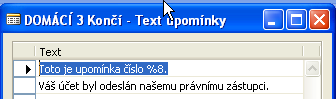 DOMÁCÍ 3 Končí - Text upomínky
Text
Toto je upomínka číslo %8.
Váš účet byl odeslán našemu právnímu zástupci.